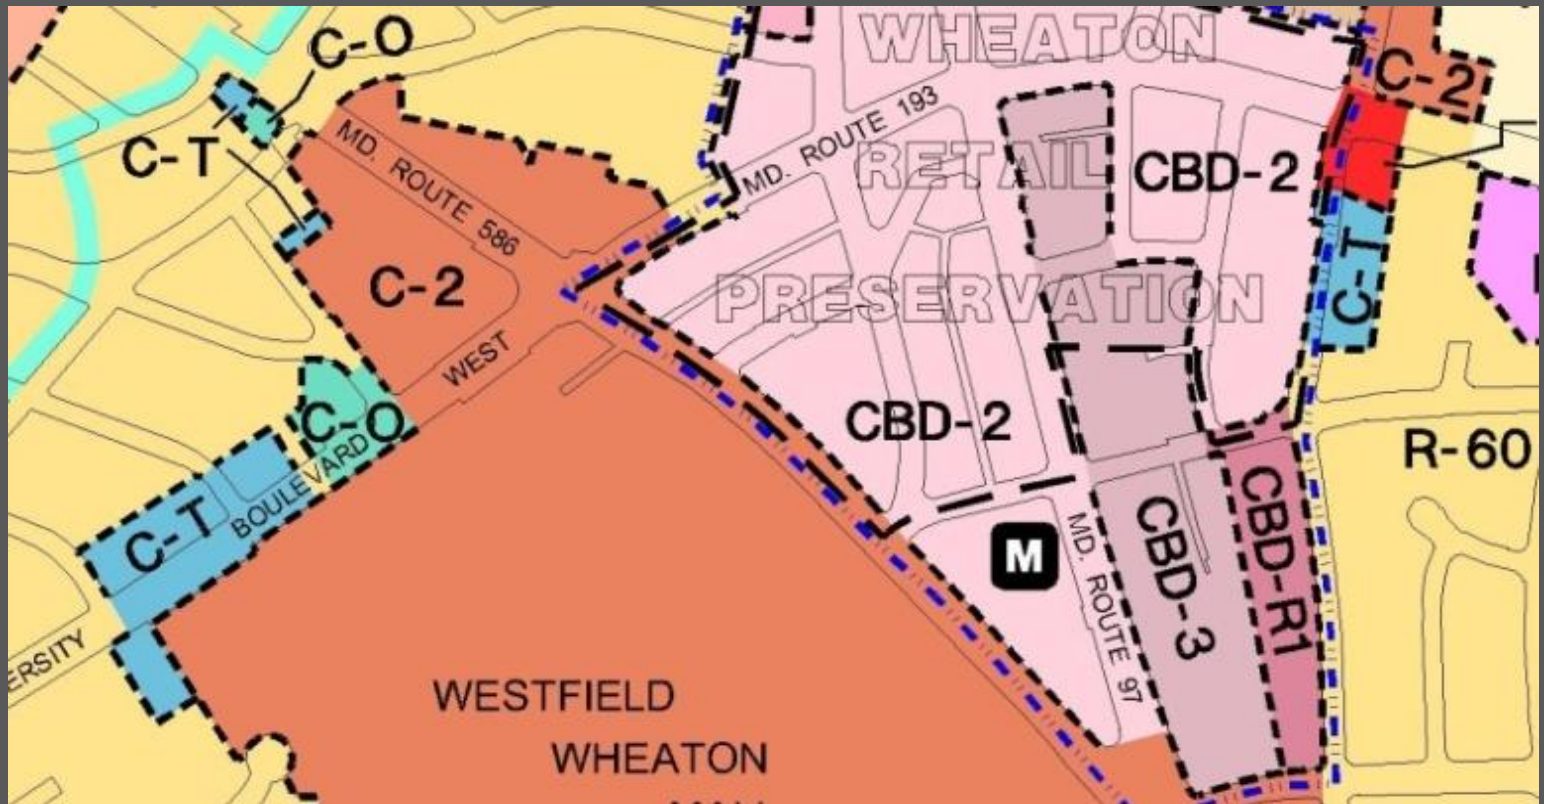 C-O
WHEATON
C-2
C-T
MD. ROUTE 193
MD. ROUTE 586
RETAIL
CBD-2
C-2
C-T
PRESERVATION
WEST
C-O
CBD-2
R-60
BOULEVARD
C-T
M
MD. ROUTE 97
CBD-3
CBD-R1
ERSITY
WESTFIELD
WHEATON